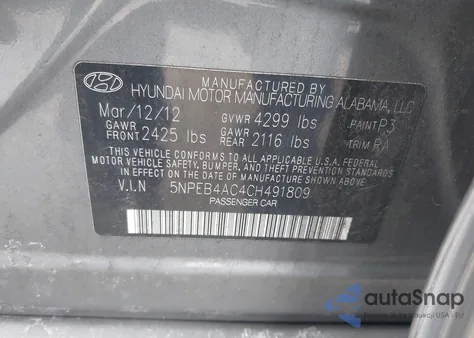 MANUFACTURED BY
HYUNDAI MOTOR MANUFACTURING ALABAMA, LLC
Mar/12/12 GVWR 4299 lbs PAINT P3
GAWR FRONT 2425 lbs GAWR REAR 2116 lbs TRIM RA
THIS VEHICLE CONFORMS TO ALL APPLICABLE U.S.A. FEDERAL
MOTOR VEHICLE SAFETY, BUMPER, AND THEFT PREVENTION STANDARDS
IN EFFECT ON THE DATE OF MANUFACTURE SHOWN ABOVE.
V.I.N 5NPEB4AC4CH491809
PASSENGER CAR
autoSnap
USA - EU